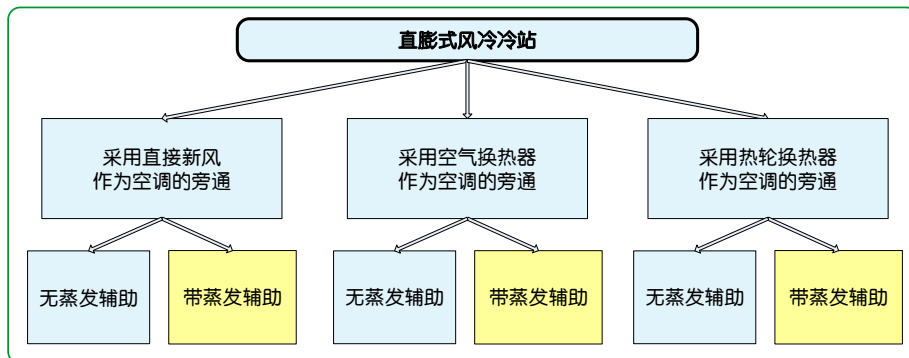 直膨式风冷冷站
采用直接新风
作为空调的旁通
采用空气换热器
作为空调的旁通
采用热轮换热器
作为空调的旁通
无蒸发辅助
带蒸发辅助
无蒸发辅助
带蒸发辅助
无蒸发辅助
带蒸发辅助